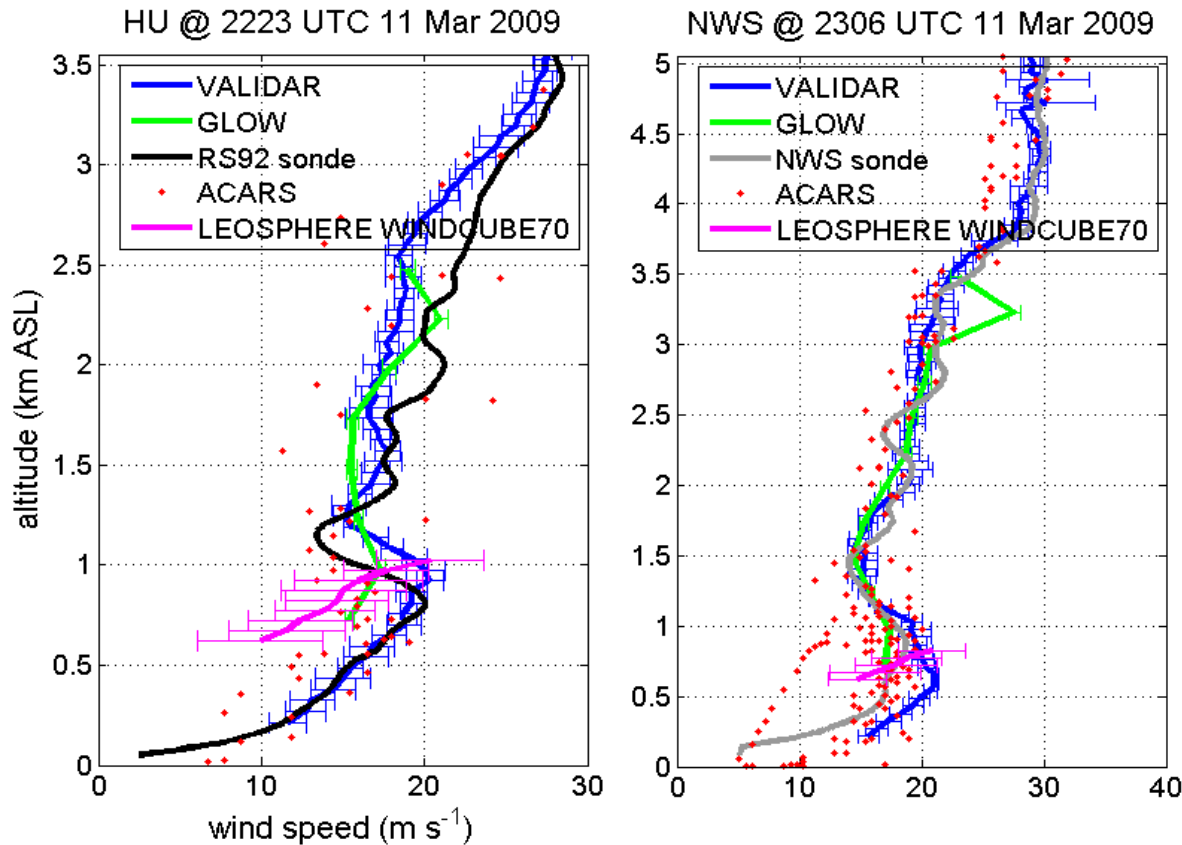 HU @ 2223 UTC 11 Mar 2009
3.5
3
2.5
2
1.5
1
0.5
0
altitude (km ASL)
VALIDAR
GLOW
RS92 sonde
ACARS
LEOSPHERE WINDCUBE70
0 10 20 30
wind speed (m s-1)
NWS @ 2306 UTC 11 Mar 2009
5
4.5
4
3.5
3
2.5
2
1.5
1
0.5
0
VALIDAR
GLOW
NWS sonde
ACARS
LEOSPHERE WINDCUBE70
0 10 20 30 40